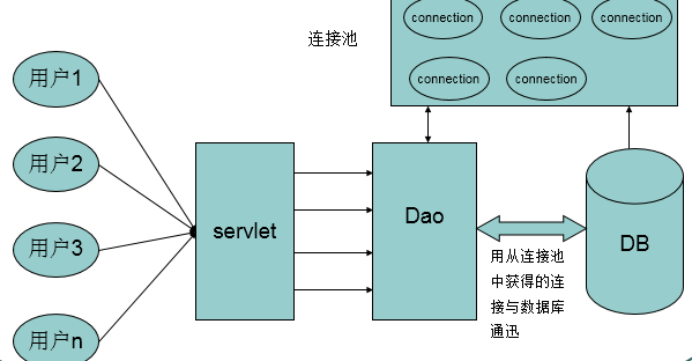 connection
connection
connection
连接池
connection
connection
用户1
用户2
用户3
用户n
servlet
Dao
DB
用从连接池
中获得的连
接与数据库
通迅